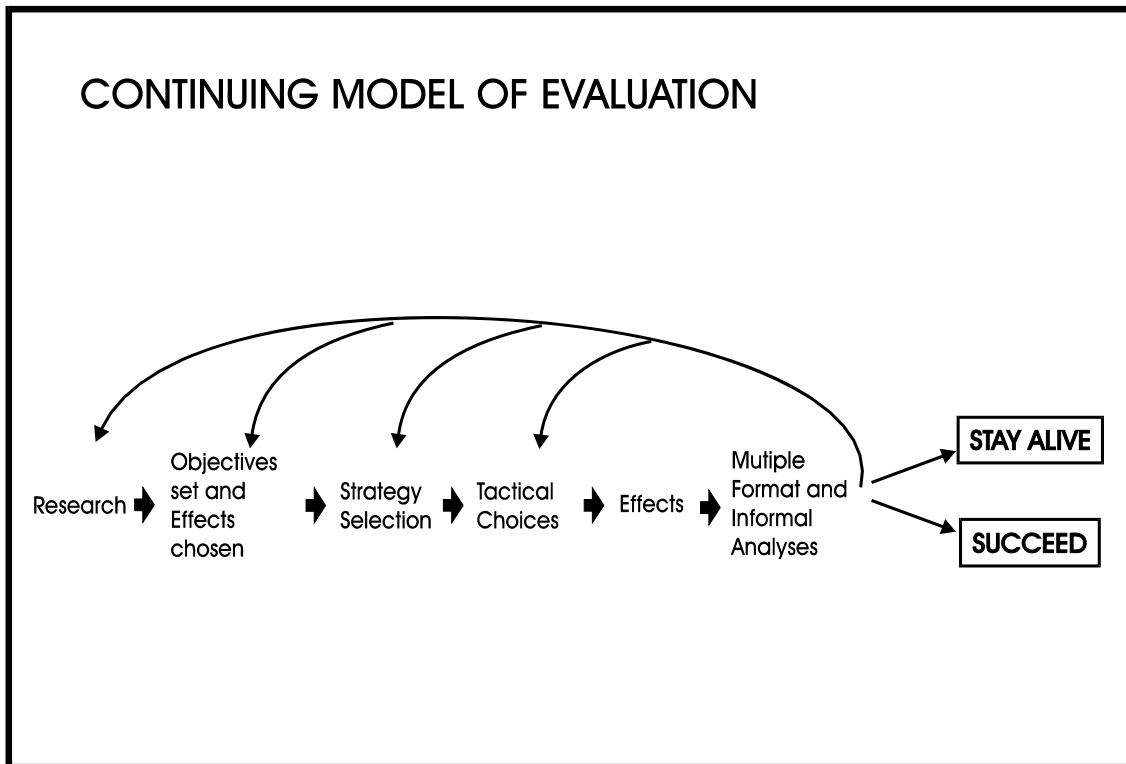 CONTINUING MODEL OF EVALUATION
Research
Objectives
set and
Effects
chosen
Strategy
Selection
Tactical
Choices
Effects
Mutiple
Format and
Informal
Analyses
STAY ALIVE
SUCCEED